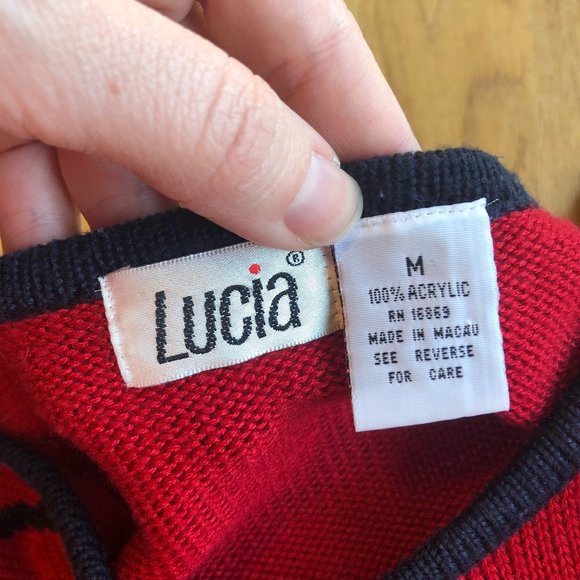 Lucia®
M
100% ACRYLIC
RN 16869
MADE IN MACAU
SEE REVERSE
FOR CARE